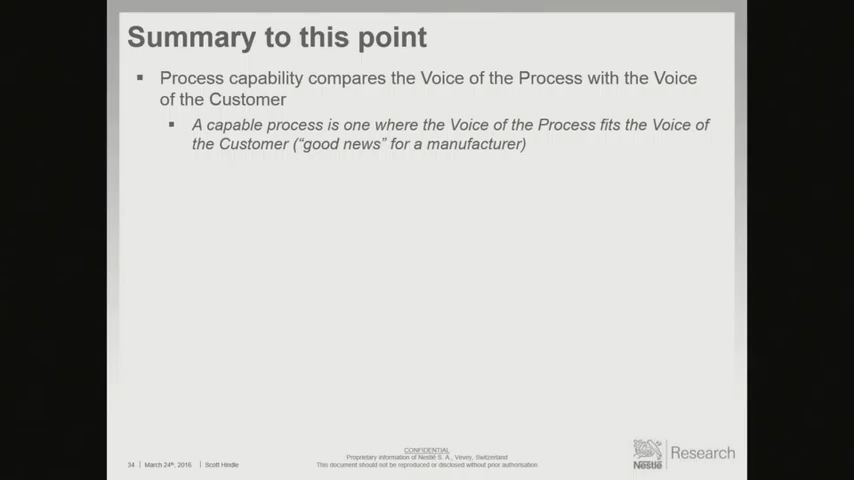 Summary to this point
▪ Process capability compares the Voice of the Process with the Voice
of the Customer
▪ A capable process is one where the Voice of the Process fits the Voice of
the Customer (“good news” for a manufacturer)
CONFIDENTIAL
Proprietary information of Nestlé S. A., Vevey, Switzerland
This document should not be reproduced or disclosed without prior authorisation.
34 | March 24th, 2016 | Scott Hindle
Nestlé Research